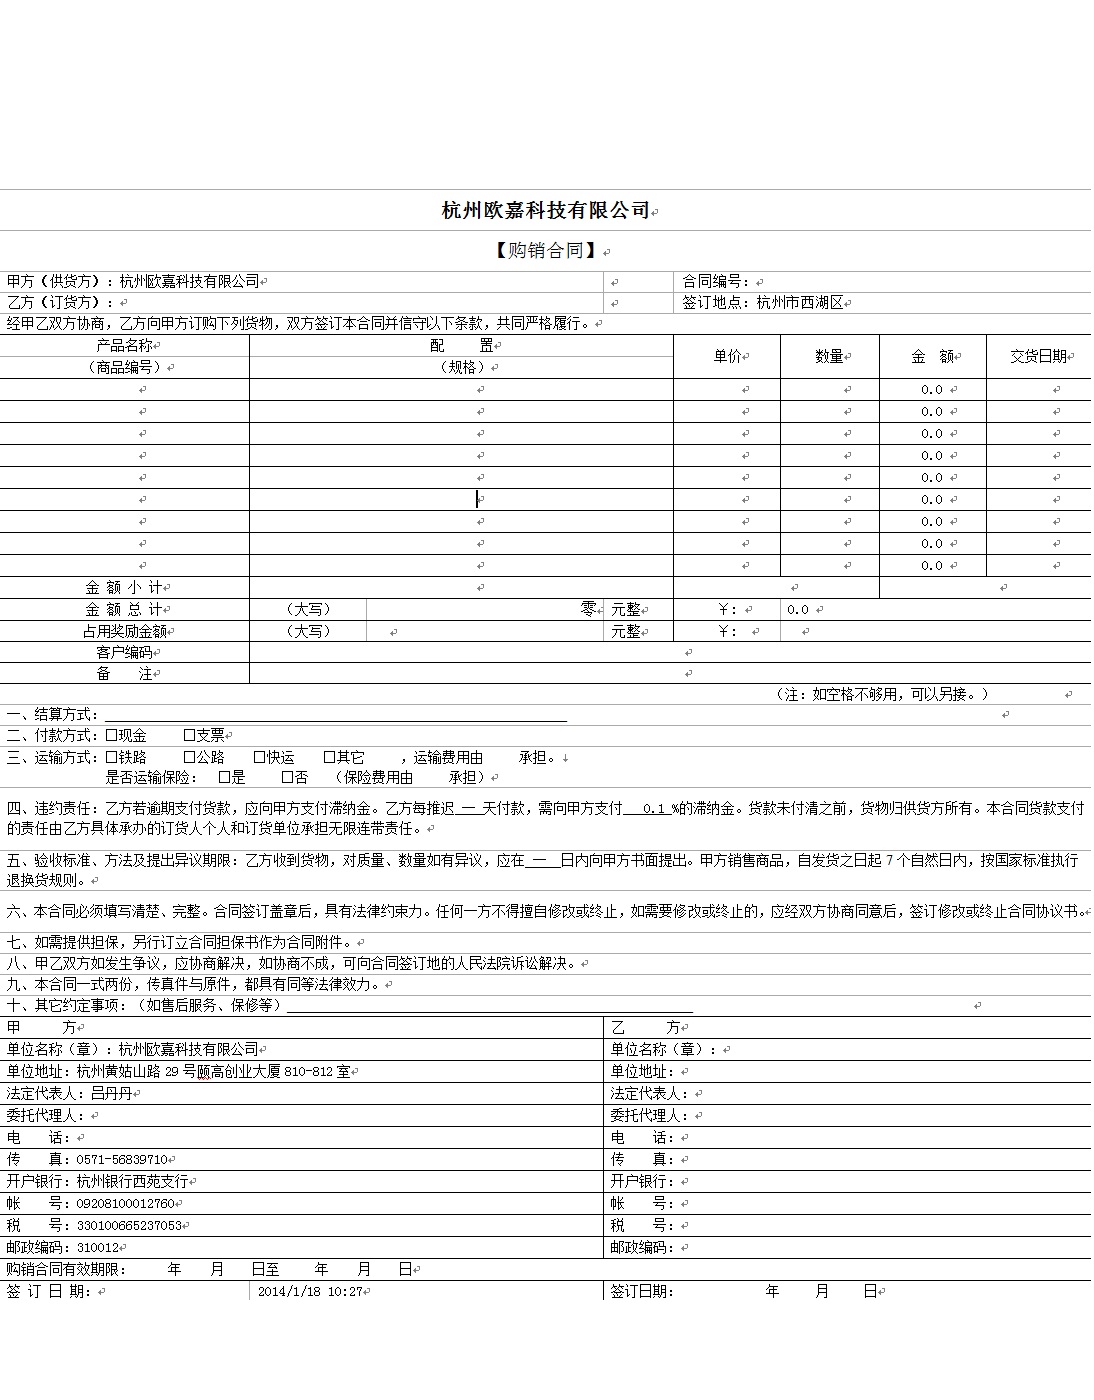 杭州欧嘉科技有限公司
【购销合同】
甲方（供货方）：杭州欧嘉科技有限公司 合同编号：
乙方（订货方）： 签订地点：杭州市西湖区
经甲乙双方协商，乙方向甲方订购下列货物，双方签订本合同并信守以下条款，共同严格履行。
产品名称 配 置 单价 数量 金 额 交货日期
（商品编号） （规格）
0.0
0.0
0.0
0.0
0.0
0.0
0.0
0.0
0.0
金 额 小 计
金 额 总 计 （大写） 零 元整 ￥： 0.0
占用奖励金额 （大写） 元整 ￥：
客户编码
备 注
（注：如空格不够用，可以另接。）
一、结算方式：
二、付款方式：□现金 □支票
三、运输方式：□铁路 □公路 □快运 □其它 ，运输费用由 承担。
是否运输保险： □是 □否 （保险费用由 承担）
四、违约责任：乙方若逾期支付货款，应向甲方支付滞纳金。乙方每推迟 一 天付款，需向甲方支付 0.1 %的滞纳金。货款未付清之前，货物归供货方所有。本合同货款支付
的责任由乙方具体承办的订货人个人和订货单位承担无限连带责任。
五、验收标准、方法及提出异议期限：乙方收到货物，对质量、数量如有异议，应在 一 日内向甲方书面提出。甲方销售商品，自发货之日起 7 个自然日内，按国家标准执行
退换货规则。
六、本合同必须填写清楚、完整。合同签订盖章后，具有法律约束力。任何一方不得擅自修改或终止，如需要修改或终止的，应经双方协商同意后，签订修改或终止合同协议书。
七、如需提供担保，另行订立合同担保书作为合同附件。
八、甲乙双方如发生争议，应协商解决，如协商不成，可向合同签订地的人民法院诉讼解决。
九、本合同一式两份，传真件与原件，都具有同等法律效力。
十、其它约定事项：（如售后服务、保修等）
甲 方 乙 方
单位名称（章）：杭州欧嘉科技有限公司 单位名称（章）：
单位地址：杭州黄姑山路 29 号颐高创业大厦 810-812 室 单位地址：
法定代表人：吕丹丹 法定代表人：
委托代理人： 委托代理人：
电 话： 电 话：
传 真：0571-56839710 传 真：
开户银行：杭州银行西苑支行 开户银行：
帐 号：09208100012760 帐 号：
税 号：330100665237053 税 号：
邮政编码：310012 邮政编码：
购销合同有效期限： 年 月 日至 年 月 日
签 订 日 期： 2014/1/18 10:27 签订日期： 年 月 日